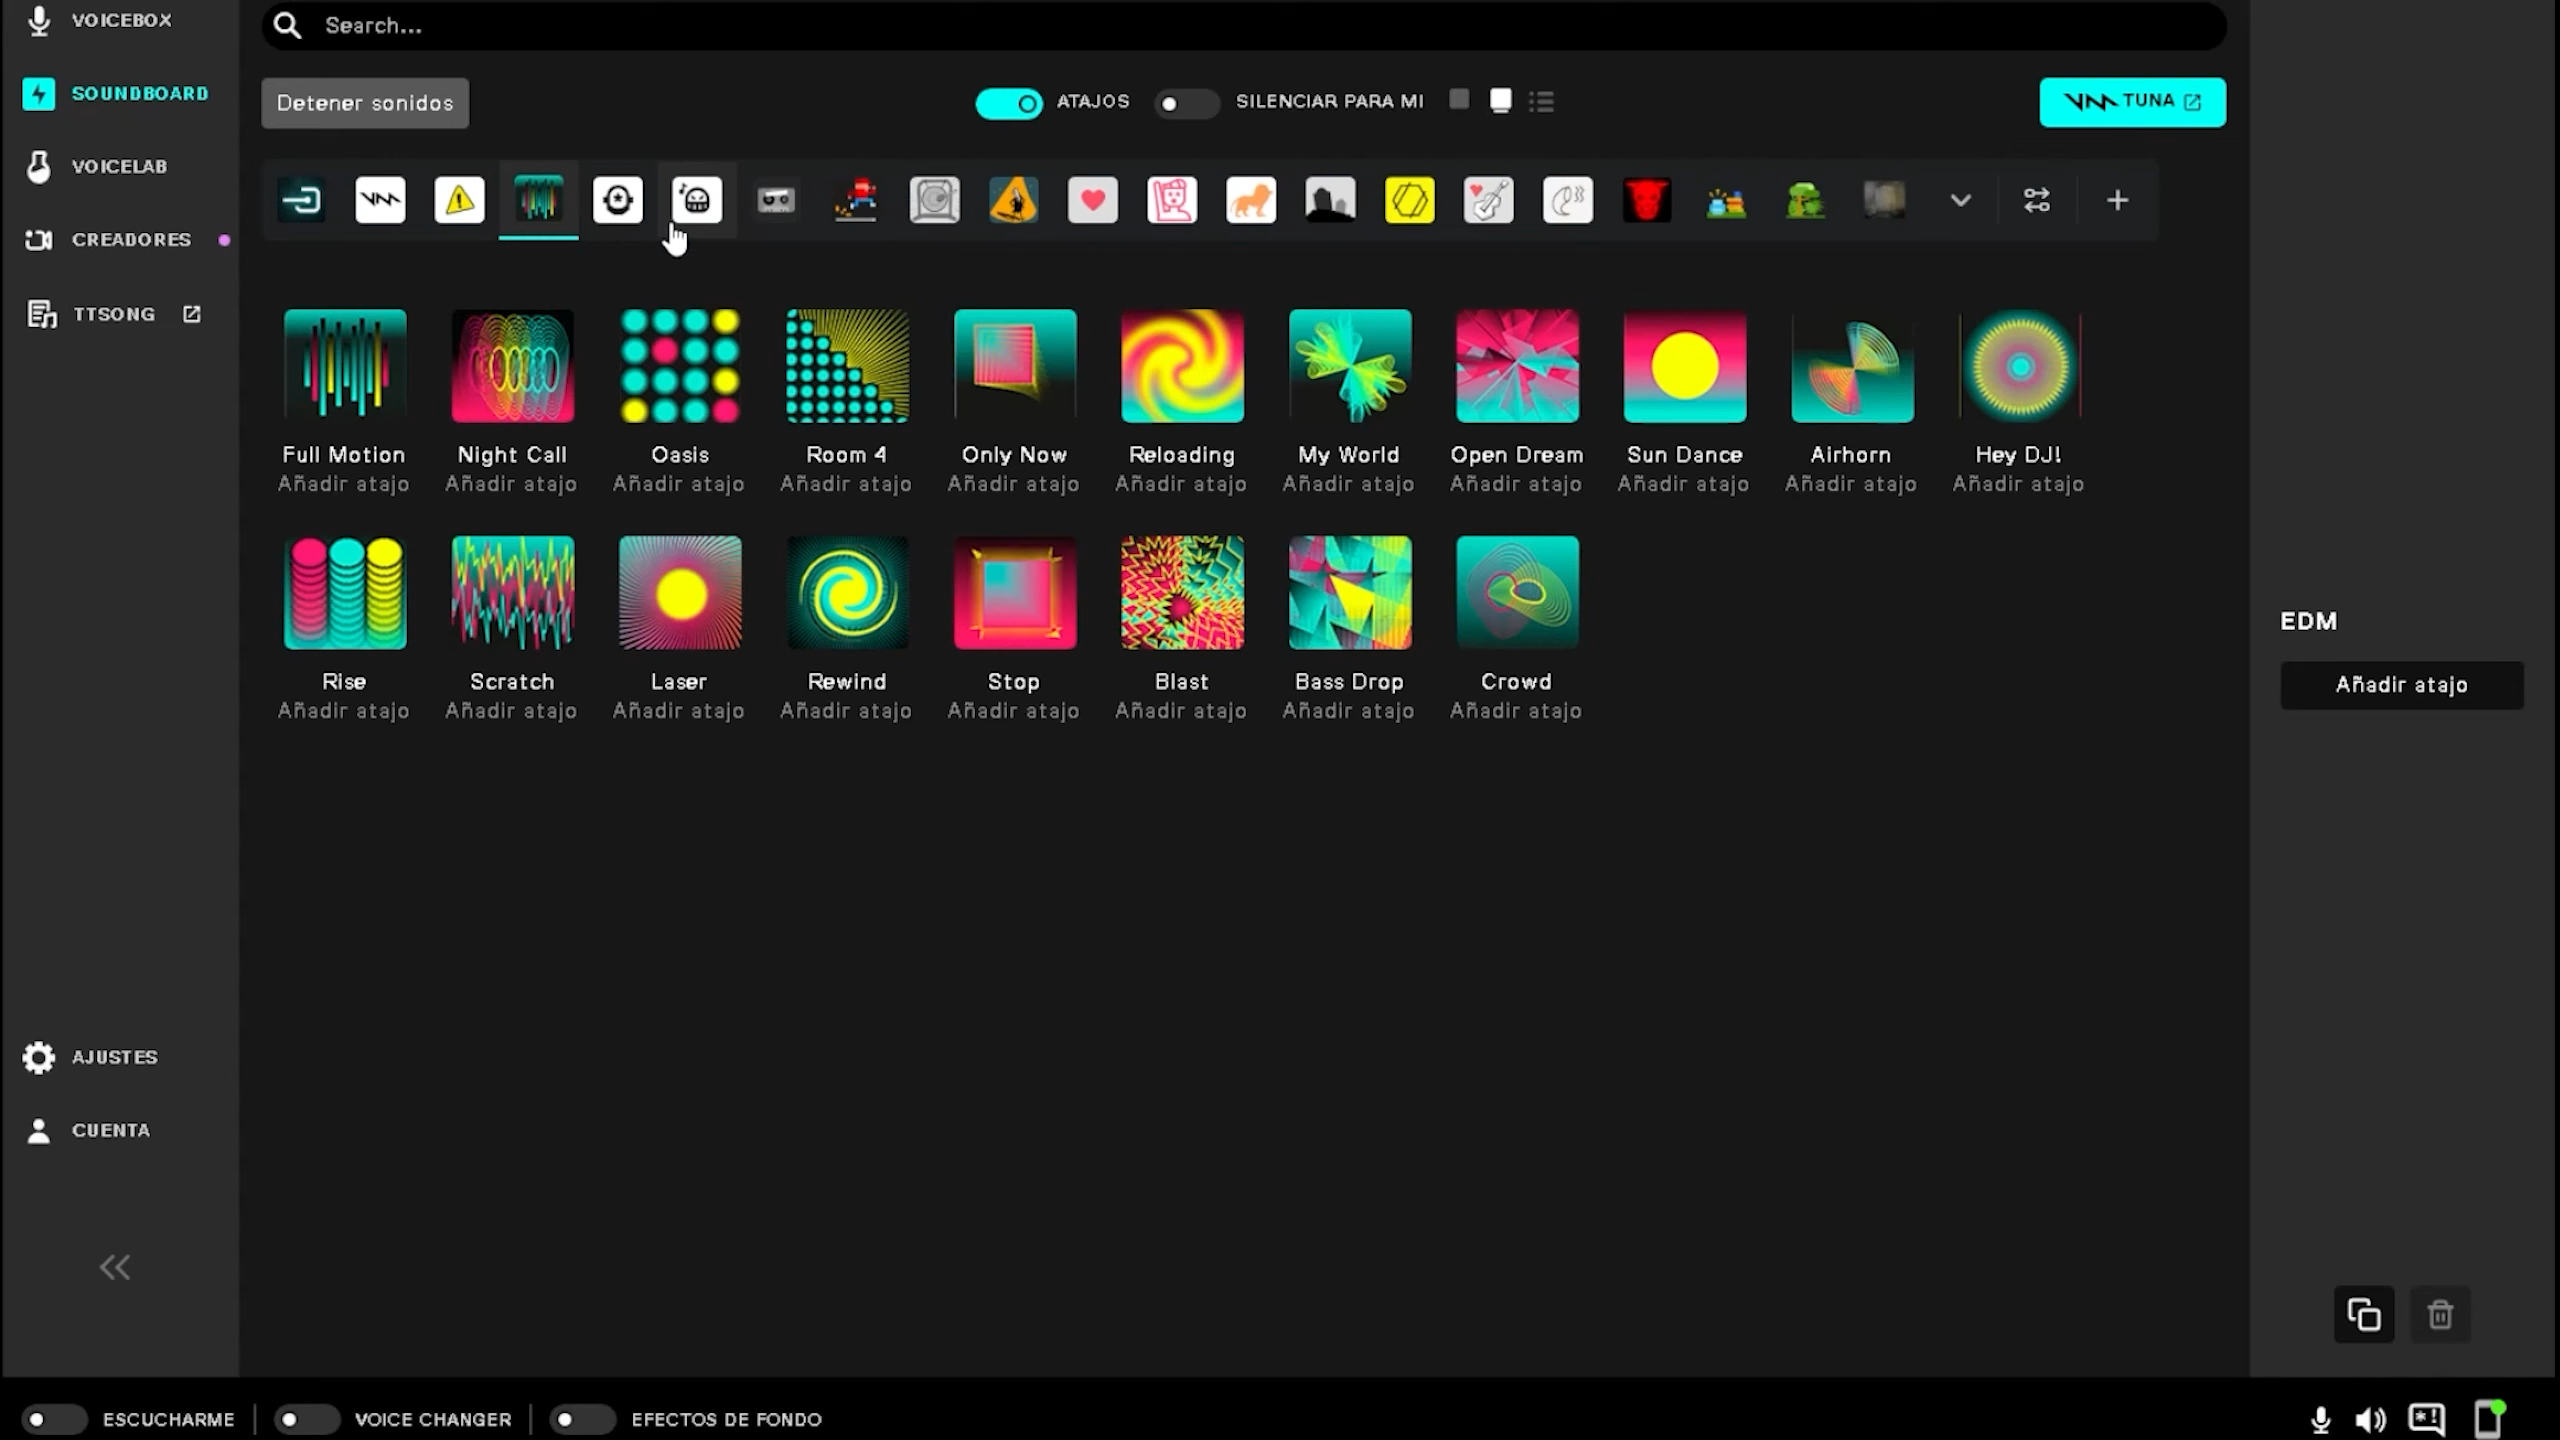 VOICEBOX
Search...
SOUNDBOARD
Detener sonidos
ATAJOS
SILENCIAR PARA MI
TUNA
VOICELAB
CREADORES
TTSONG
Full Motion
Night Call
Oasis
Room 4
Only Now
Reloading
My World
Open Dream
Sun Dance
Airhorn
Hey DJ!
Añadir atajo
Añadir atajo
Añadir atajo
Añadir atajo
Añadir atajo
Añadir atajo
Añadir atajo
Añadir atajo
Añadir atajo
Añadir atajo
Añadir atajo
Rise
Scratch
Laser
Rewind
Stop
Blast
Bass Drop
Crowd
Añadir atajo
Añadir atajo
Añadir atajo
Añadir atajo
Añadir atajo
Añadir atajo
Añadir atajo
Añadir atajo
EDM
Añadir atajo
AJUSTES
CUENTA
ESCUCHARME
VOICE CHANGER
EFECTOS DE FONDO